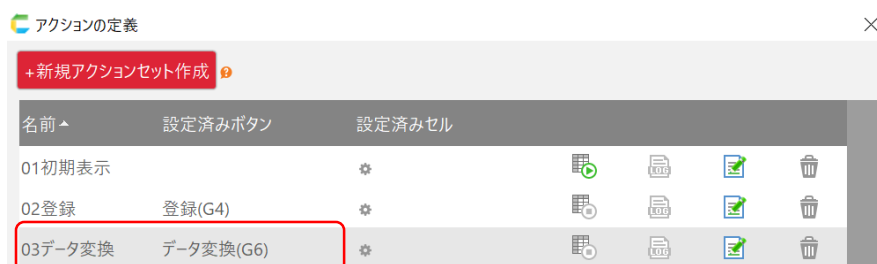 アクションの定義
+新規アクションセット作成
名前 設定済みボタン 設定済みセル
01初期表示 LOG
02登録 登録(G4) LOG
03データ変換 データ変換(G6) LOG